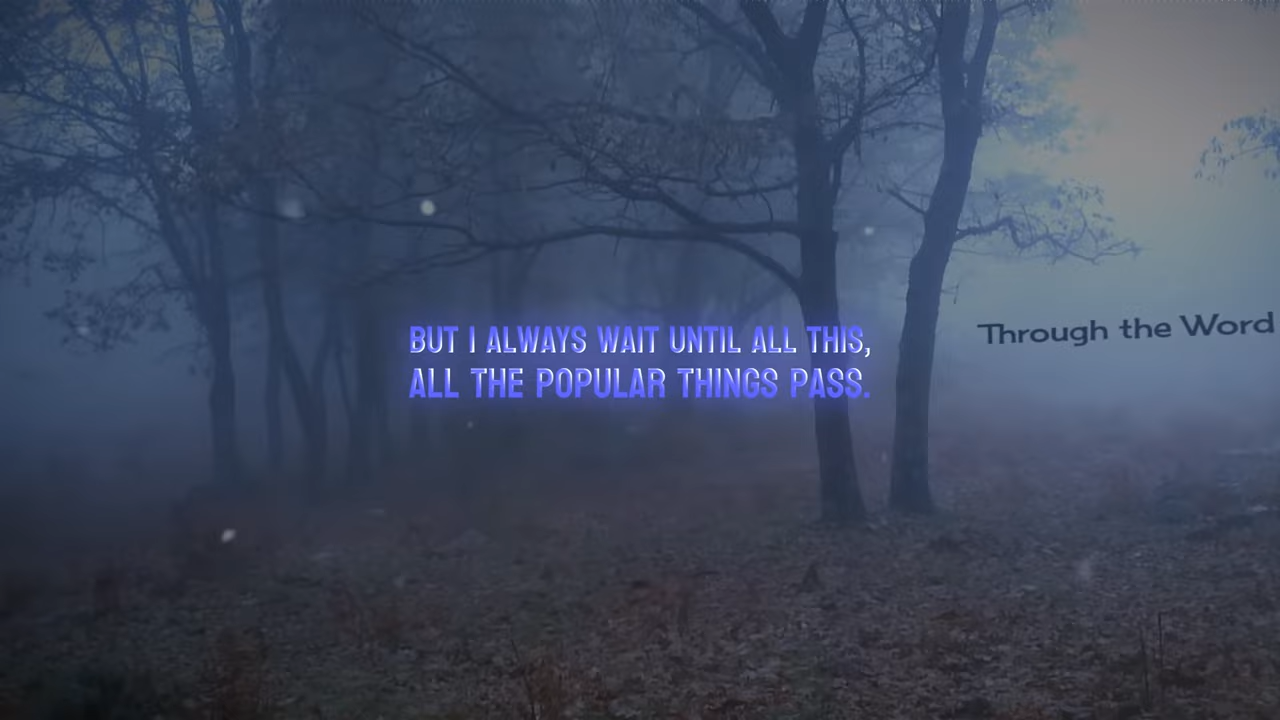 BUT I ALWAYS WAIT UNTIL ALL THIS,
ALL THE POPULAR THINGS PASS.
Through the Word